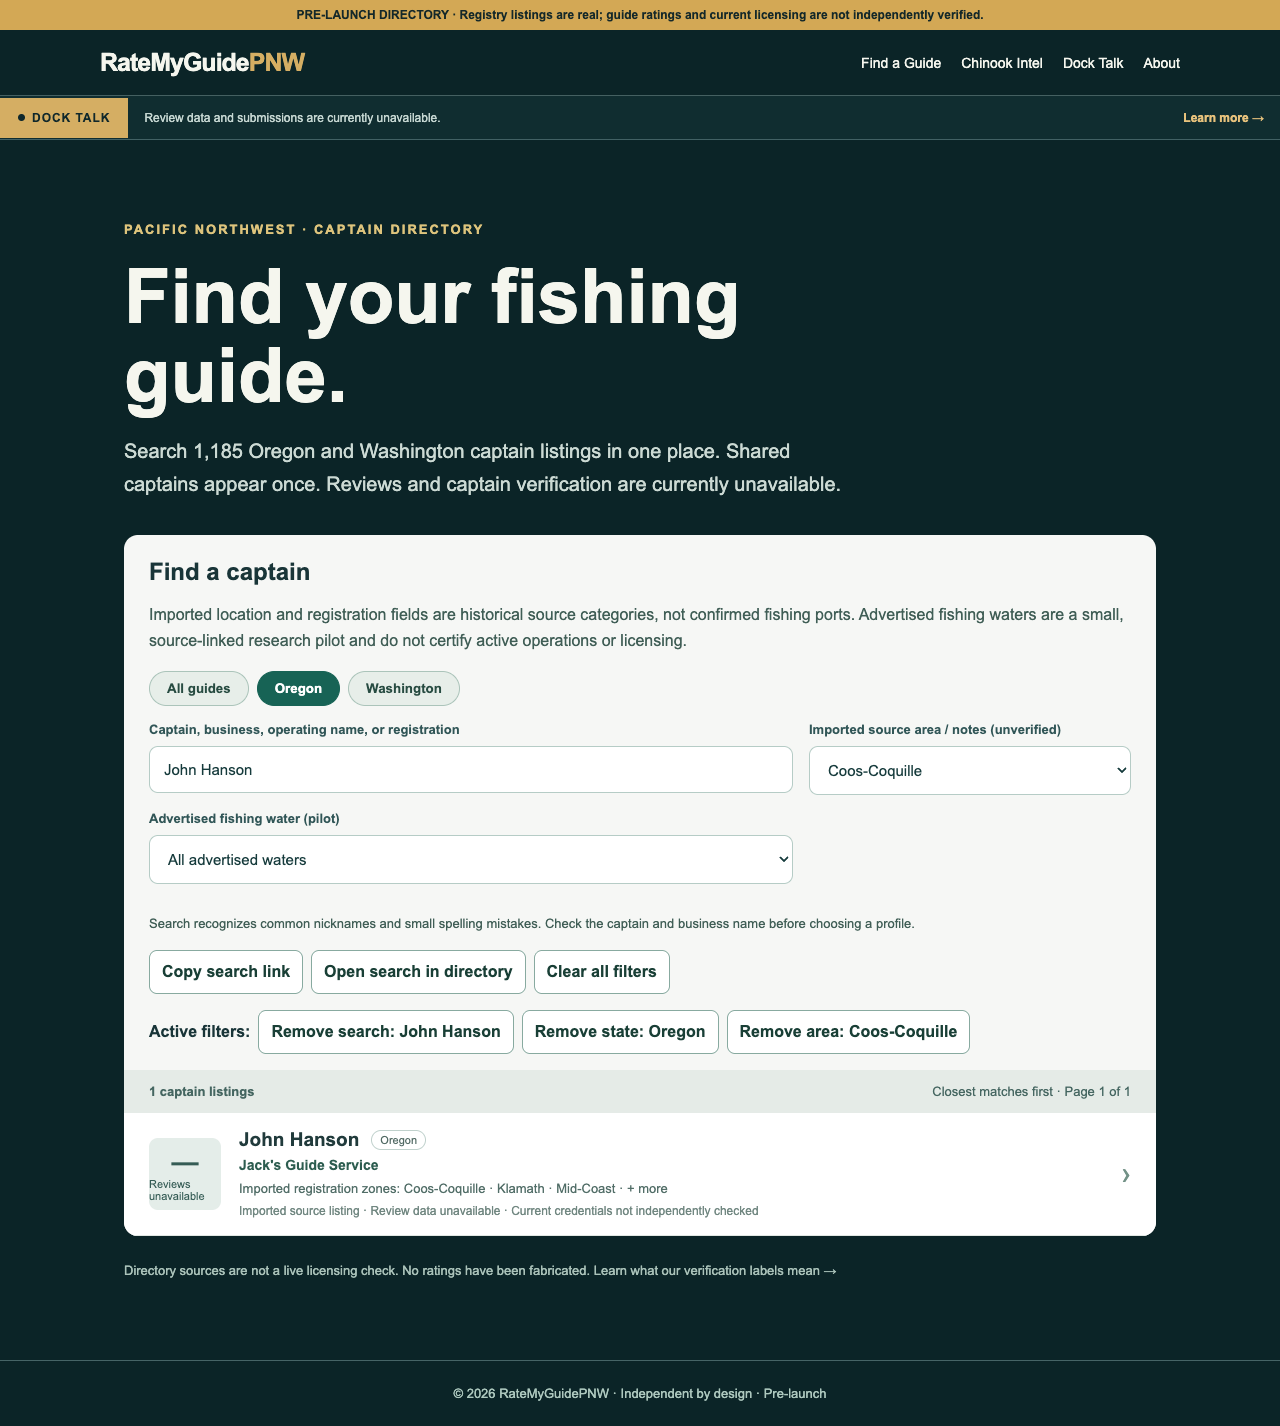 PRE-LAUNCH DIRECTORY · Registry listings are real; guide ratings and current licensing are not independently verified.
RateMyGuidePNW
Find a Guide Chinook Intel Dock Talk About
DOCK TALK Review data and submissions are currently unavailable. Learn more →
PACIFIC NORTHWEST · CAPTAIN DIRECTORY
Find your fishing
guide.
Search 1,185 Oregon and Washington captain listings in one place. Shared
captains appear once. Reviews and captain verification are currently unavailable.
Find a captain
Imported location and registration fields are historical source categories, not confirmed fishing ports. Advertised fishing waters are a small,
source-linked research pilot and do not certify active operations or licensing.
All guides Oregon Washington
Captain, business, operating name, or registration
John Hanson
Imported source area / notes (unverified)
Coos-Coquille
Advertised fishing water (pilot)
All advertised waters
Search recognizes common nicknames and small spelling mistakes. Check the captain and business name before choosing a profile.
Copy search link Open search in directory Clear all filters
Active filters: Remove search: John Hanson Remove state: Oregon Remove area: Coos-Coquille
1 captain listings Closest matches first · Page 1 of 1
—
Reviews
unavailable
John Hanson Oregon
Jack's Guide Service
Imported registration zones: Coos-Coquille · Klamath · Mid-Coast · + more
Imported source listing · Review data unavailable · Current credentials not independently checked
›
Directory sources are not a live licensing check. No ratings have been fabricated. Learn what our verification labels mean →
© 2026 RateMyGuidePNW · Independent by design · Pre-launch